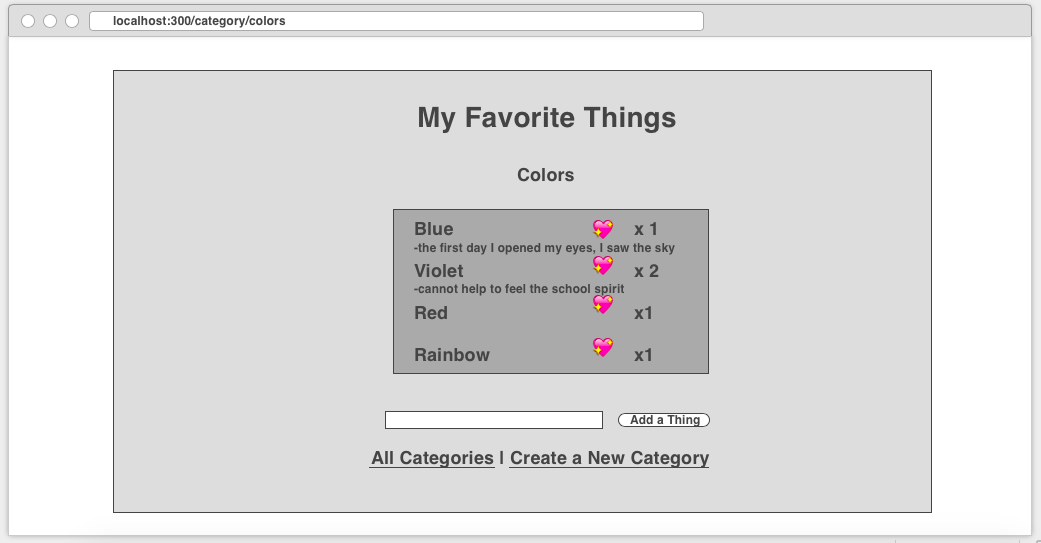 localhost:300/category/colors
My Favorite Things
Colors
Blue 💖 x 1
-the first day I opened my eyes, I saw the sky
Violet 💖 x 2
-cannot help to feel the school spirit
Red 💖 x1
Rainbow 💖 x1
Add a Thing
All Categories | Create a New Category